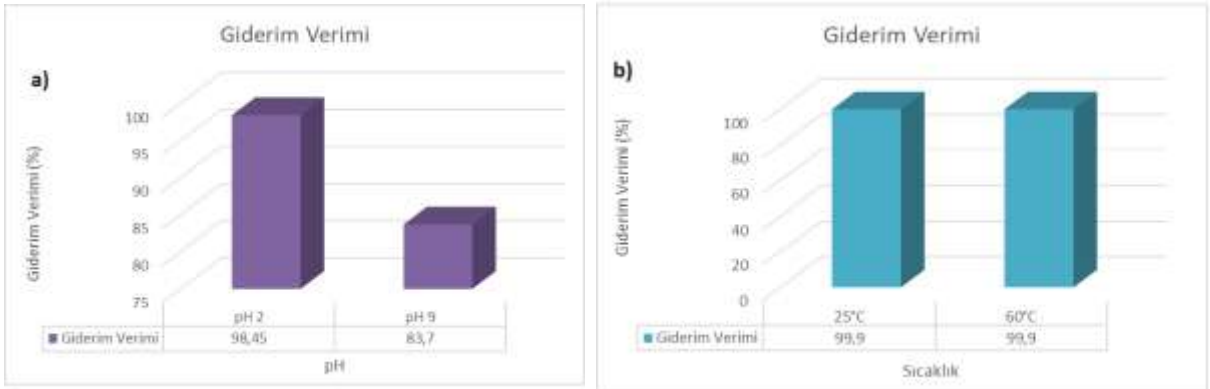 Giderim Verimi
a)
Giderim Verimi (%)
100
95
90
85
80
75
pH 2
pH 9
Giderim Verimi
98,45
83,7
pH
Giderim Verimi
b)
Giderim Verimi (%)
100
80
60
40
20
0
25°C
60°C
Giderim Verimi
99,9
99,9
Sıcaklık